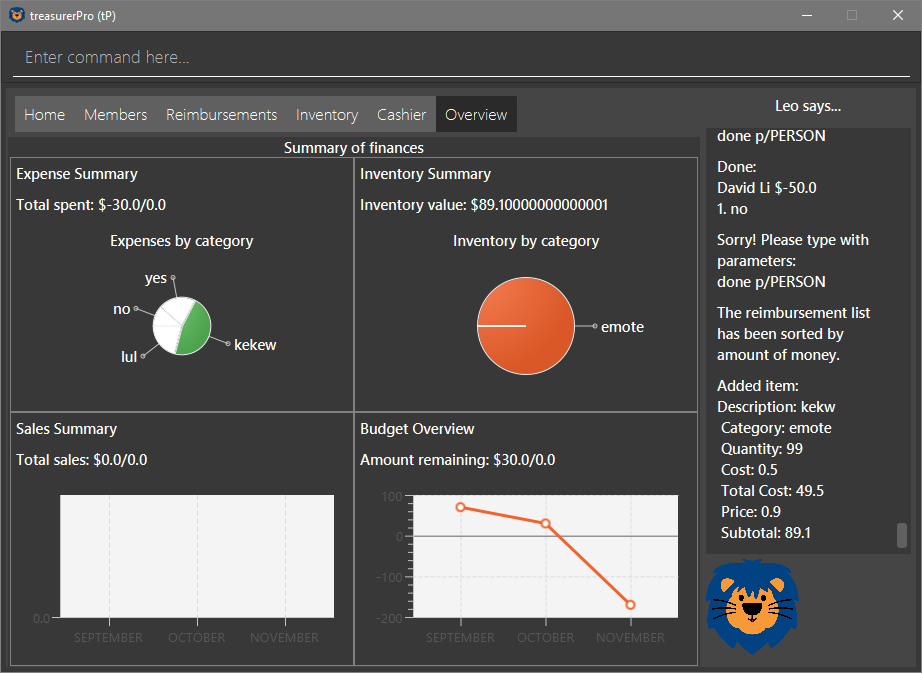 treasurerPro (tP)
Enter command here...
Home Members Reimbursements Inventory Cashier Overview
Summary of finances
Expense Summary
Total spent: $-30.0/0.0
Expenses by category
yes
no
lul
kekew
Inventory Summary
Inventory value: $89.10000000000001
Inventory by category
emote
Sales Summary
Total sales: $0.0/0.0
0.0
SEPTEMBER OCTOBER NOVEMBER
Budget Overview
Amount remaining: $30.0/0.0
100
0
-100
-200
SEPTEMBER OCTOBER NOVEMBER
Leo says...
done p/PERSON
Done:
David Li $-50.0
1. no
Sorry! Please type with
parameters:
done p/PERSON
The reimbursement list
has been sorted by
amount of money.
Added item:
Description: kekw
Category: emote
Quantity: 99
Cost: 0.5
Total Cost: 49.5
Price: 0.9
Subtotal: 89.1